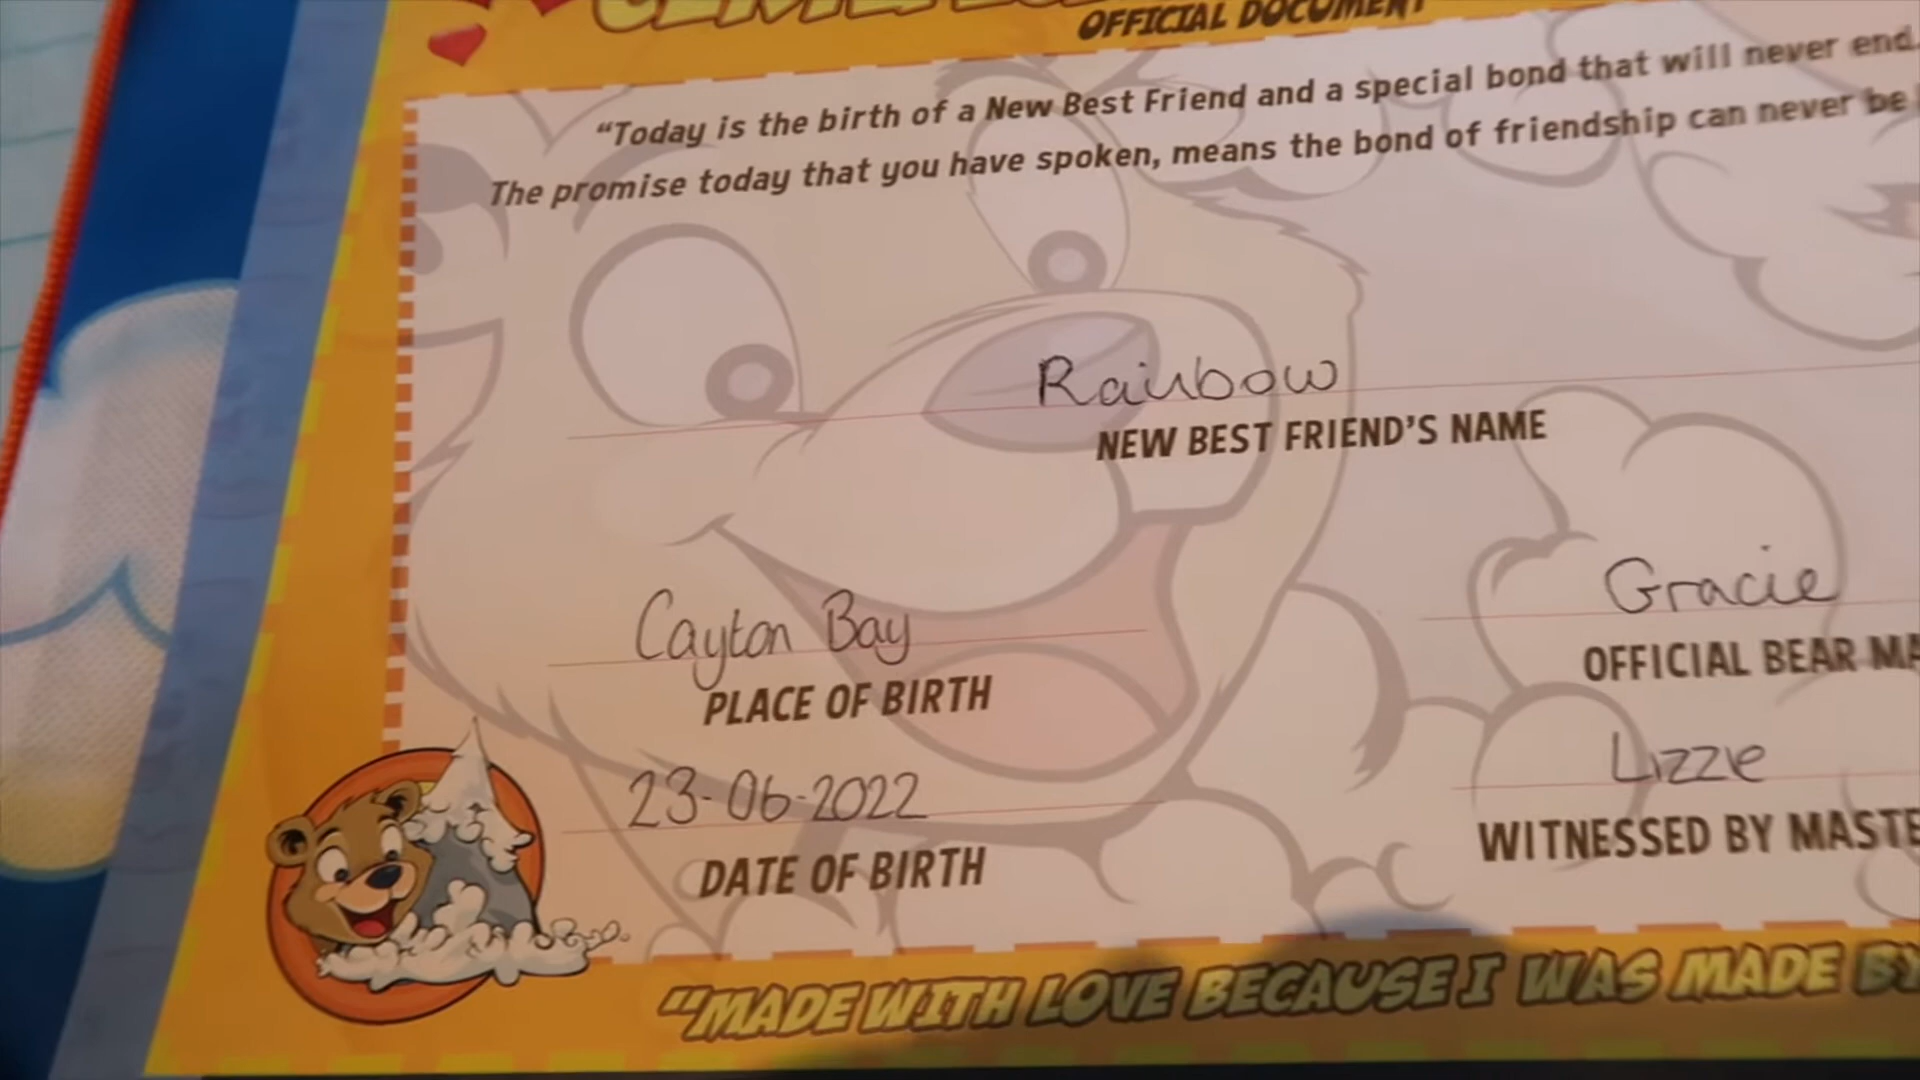 OFFICIAL DOCUMENT
"Today is the birth of a New Best Friend and a special bond that will never end.
The promise today that you have spoken, means the bond of friendship can never be
Rainbow
NEW BEST FRIEND'S NAME
Cayton Bay
PLACE OF BIRTH
Gracie
OFFICIAL BEAR
23-06-2022
DATE OF BIRTH
Lizzie
WITNESSED BY
"MADE WITH LOVE BECAUSE I WAS MADE BY